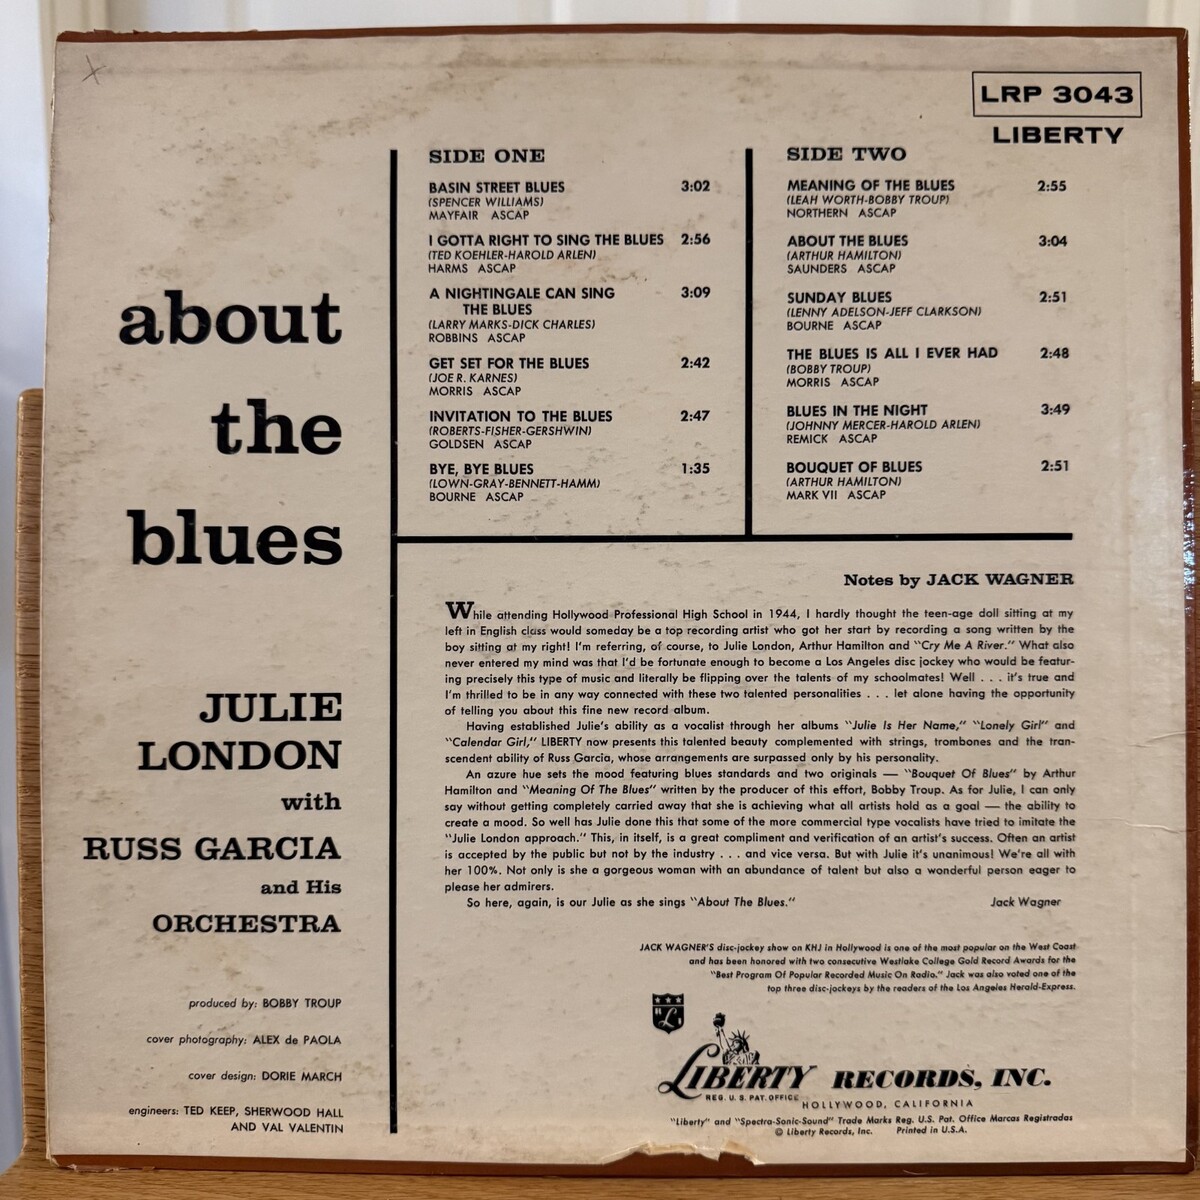 LRP 3043
LIBERTY
about
the
blues
JULIE
LONDON
with
RUSS GARCIA
and His
ORCHESTRA
produced by: BOBBY TROUP
cover photography: ALEX de PAOLA
cover design: DORIE MARCH
engineers: TED KEEP, SHERWOOD HALL
AND VAL VALENTIN
SIDE ONE
BASIN STREET BLUES 3:02
(SPENCER WILLIAMS)
MAYFAIR ASCAP
I GOTTA RIGHT TO SING THE BLUES 2:56
(TED KOEHLER-HAROLD ARLEN)
HARMS ASCAP
A NIGHTINGALE CAN SING 3:09
THE BLUES
(LARRY MARKS-DICK CHARLES)
ROBBINS ASCAP
GET SET FOR THE BLUES 2:42
(JOE R. KARNES)
MORRIS ASCAP
INVITATION TO THE BLUES 2:47
(ROBERTS-FISHER-GERSHWIN)
GOLDSEN ASCAP
BYE, BYE BLUES 1:35
(LOWN-GRAY-BENNETT-HAMM)
BOURNE ASCAP
SIDE TWO
MEANING OF THE BLUES 2:55
(LEAH WORTH-BOBBY TROUP)
NORTHERN ASCAP
ABOUT THE BLUES 3:04
(ARTHUR HAMILTON)
SAUNDERS ASCAP
SUNDAY BLUES 2:51
(LENNY ADELSON-JEFF CLARKSON)
BOURNE ASCAP
THE BLUES IS ALL I EVER HAD 2:48
(BOBBY TROUP)
MORRIS ASCAP
BLUES IN THE NIGHT 3:49
(JOHNNY MERCER-HAROLD ARLEN)
REMICK ASCAP
BOUQUET OF BLUES 2:51
(ARTHUR HAMILTON)
MARK VII ASCAP
Notes by JACK WAGNER
While attending Hollywood Professional High School in 1944, I hardly thought the teen-age doll sitting at my
left in English class would someday be a top recording artist who got her start by recording a song written by the
boy sitting at my right! I'm referring, of course, to Julie London, Arthur Hamilton and "Cry Me A River." What also
never entered my mind was that I'd be fortunate enough to become a Los Angeles disc jockey who would be featur-
ing precisely this type of music and literally be flipping over the talents of my schoolmates! Well . . . it's true and
I'm thrilled to be in any way connected with these two talented personalities . . . let alone having the opportunity
of telling you about this fine new record album.
Having established Julie's ability as a vocalist through her albums "Julie Is Her Name," "Lonely Girl" and
"Calendar Girl," LIBERTY now presents this talented beauty complemented with strings, trombones and the tran-
scendent ability of Russ Garcia, whose arrangements are surpassed only by his personality.
An azure hue sets the mood featuring blues standards and two originals — "Bouquet Of Blues" by Arthur
Hamilton and "Meaning Of The Blues" written by the producer of this effort, Bobby Troup. As for Julie, I can only
say without getting completely carried away that she is achieving what all artists hold as a goal — the ability to
create a mood. So well has Julie done this that some of the more commercial type vocalists have tried to imitate the
"Julie London approach." This, in itself, is a great compliment and verification of an artist's success. Often an artist
is accepted by the public but not by the industry . . . and vice versa. But with Julie it's unanimous! We're all with
her 100%. Not only is she a gorgeous woman with an abundance of talent but also a wonderful person eager to
please her admirers.
So here, again, is our Julie as she sings "About The Blues."
Jack Wagner
JACK WAGNER'S disc-jockey show on KHJ in Hollywood is one of the most popular on the West Coast
and has been honored with two consecutive Westlake College Gold Record Awards for the
"Best Program Of Popular Recorded Music On Radio." Jack was also voted one of the
top three disc-jockeys by the readers of the Los Angeles Herald-Express.
"L"
LIBERTY RECORDS, INC.
REG. U. S. PAT. OFFICE
HOLLYWOOD, CALIFORNIA
"Liberty" and "Spectra-Sonic-Sound" Trade Marks Reg. U.S. Pat. Office Marcas Registradas
© Liberty Records, Inc. Printed in U.S.A.